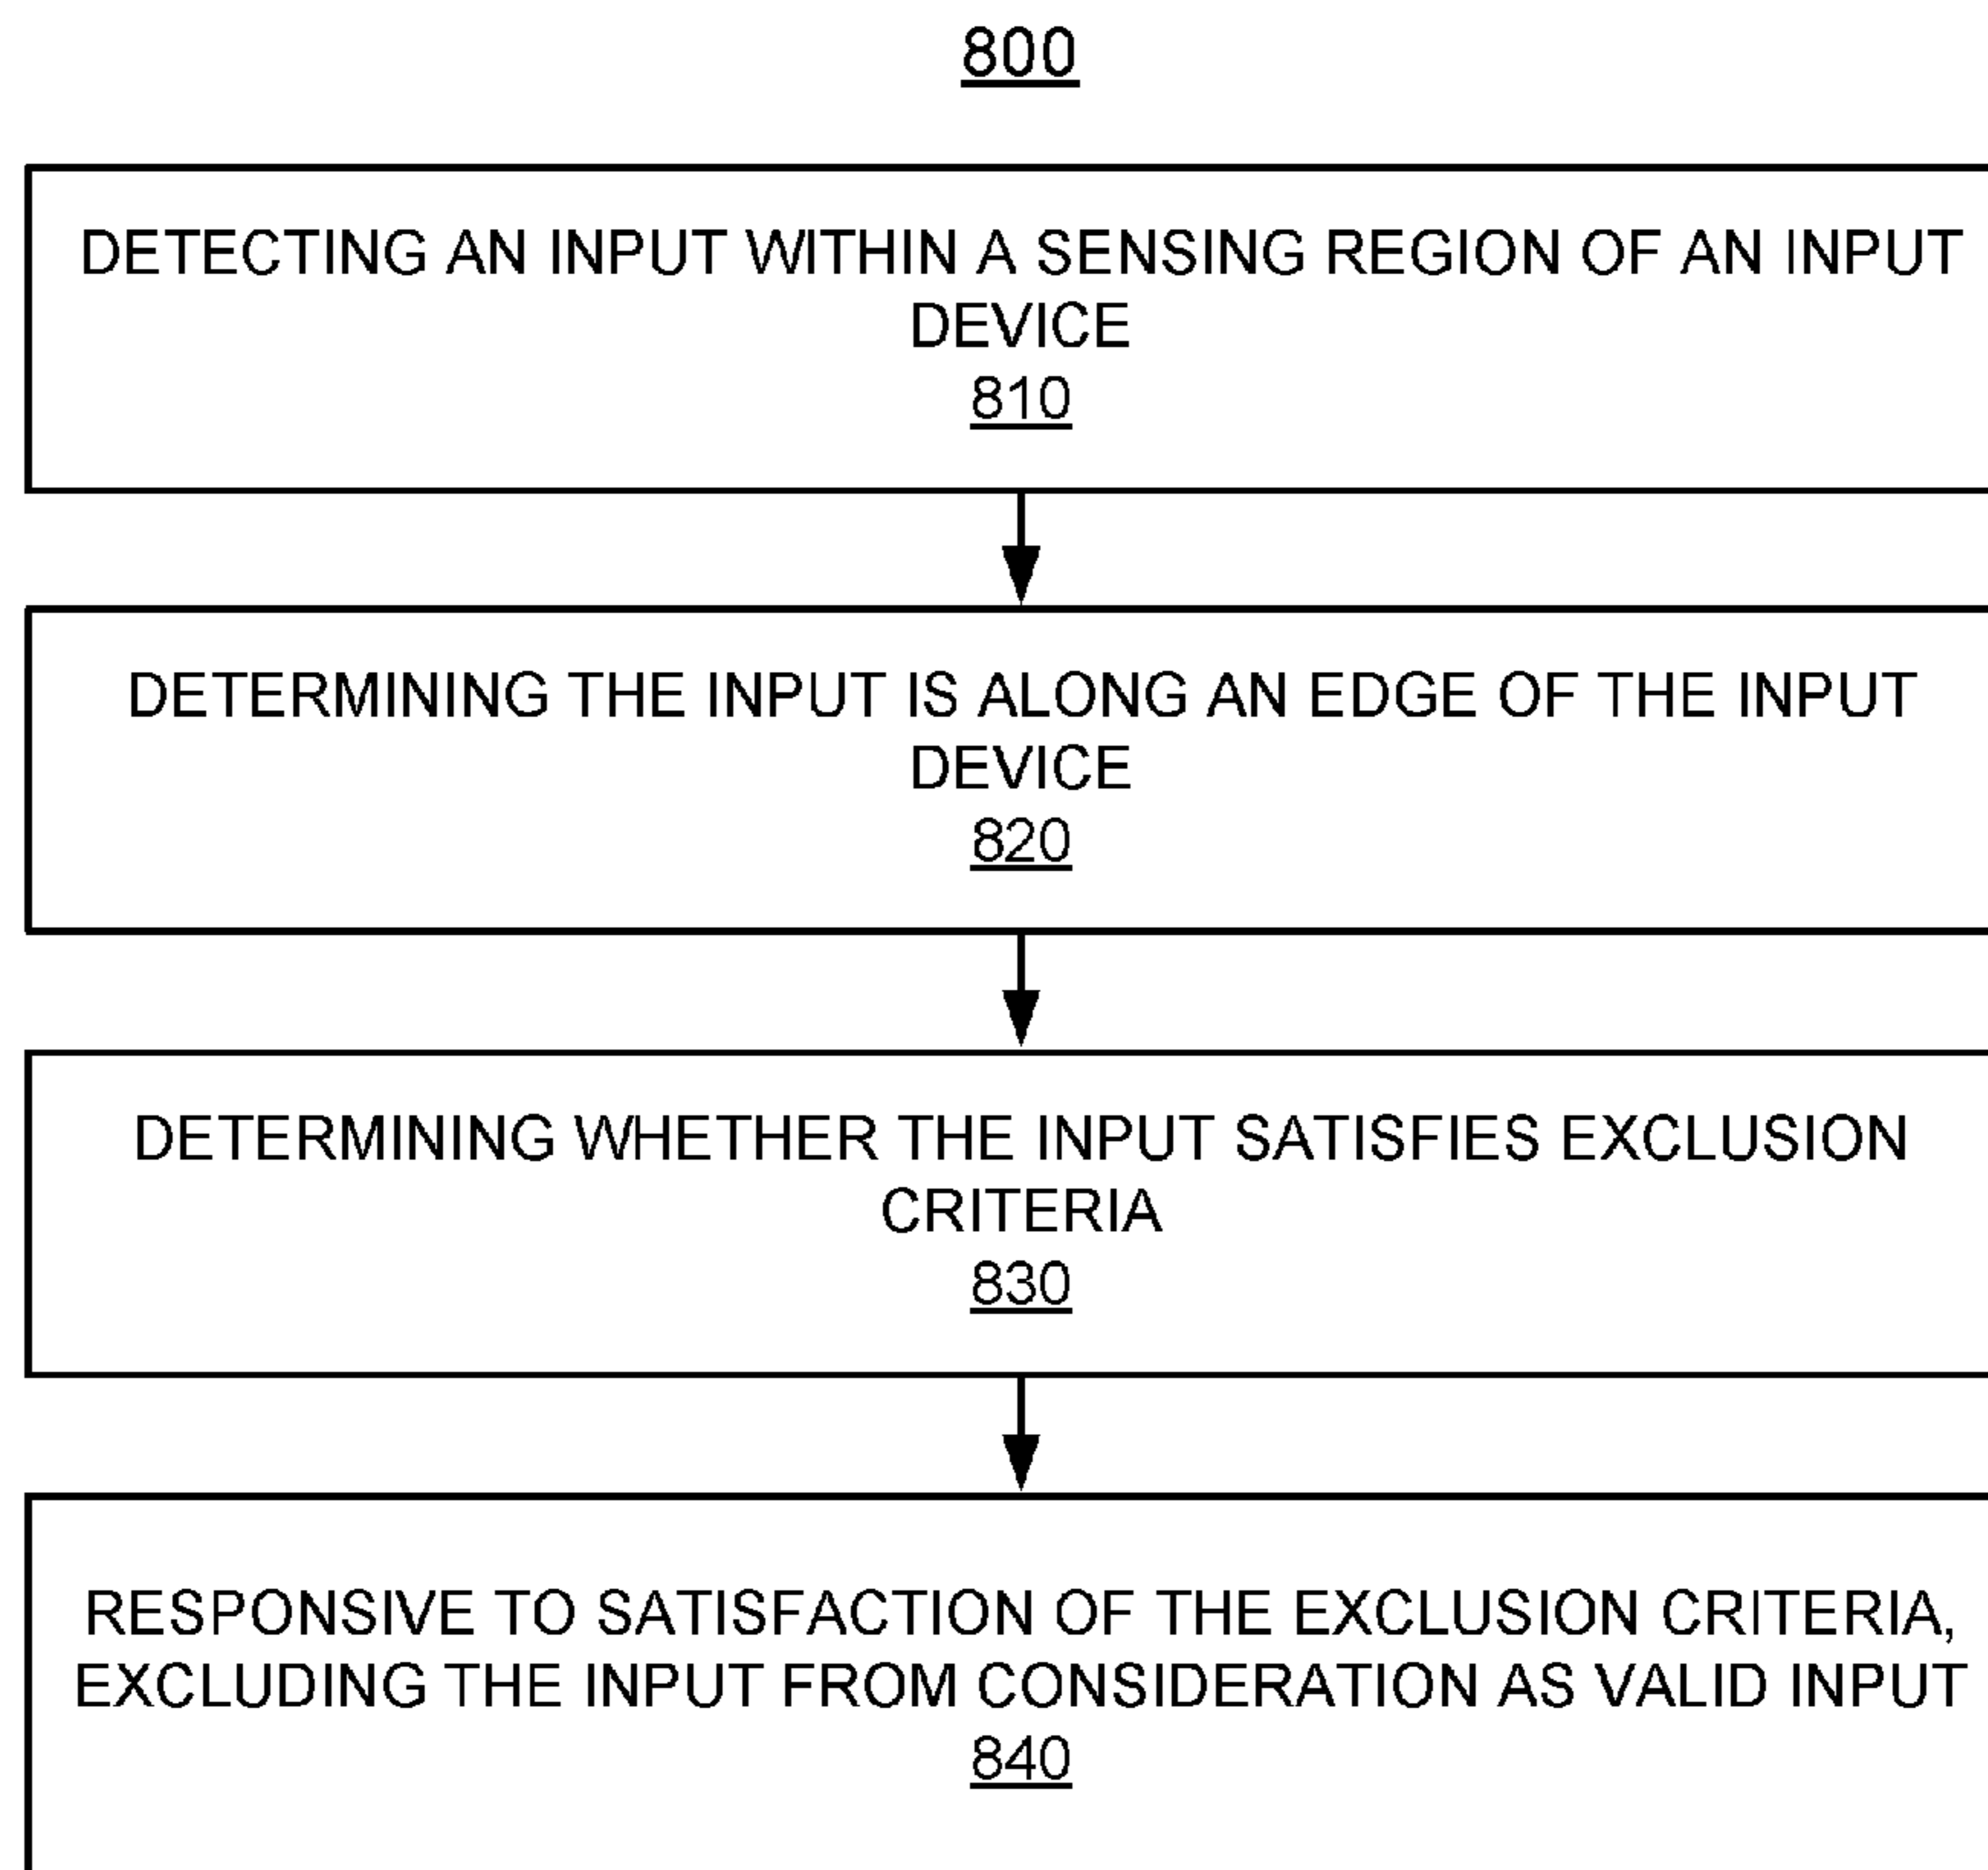 800
DETECTING AN INPUT WITHIN A SENSING REGION OF AN INPUT
DEVICE
810
DETERMINING THE INPUT IS ALONG AN EDGE OF THE INPUT
DEVICE
820
DETERMINING WHETHER THE INPUT SATISFIES EXCLUSION
CRITERIA
830
RESPONSIVE TO SATISFACTION OF THE EXCLUSION CRITERIA,
EXCLUDING THE INPUT FROM CONSIDERATION AS VALID INPUT
840